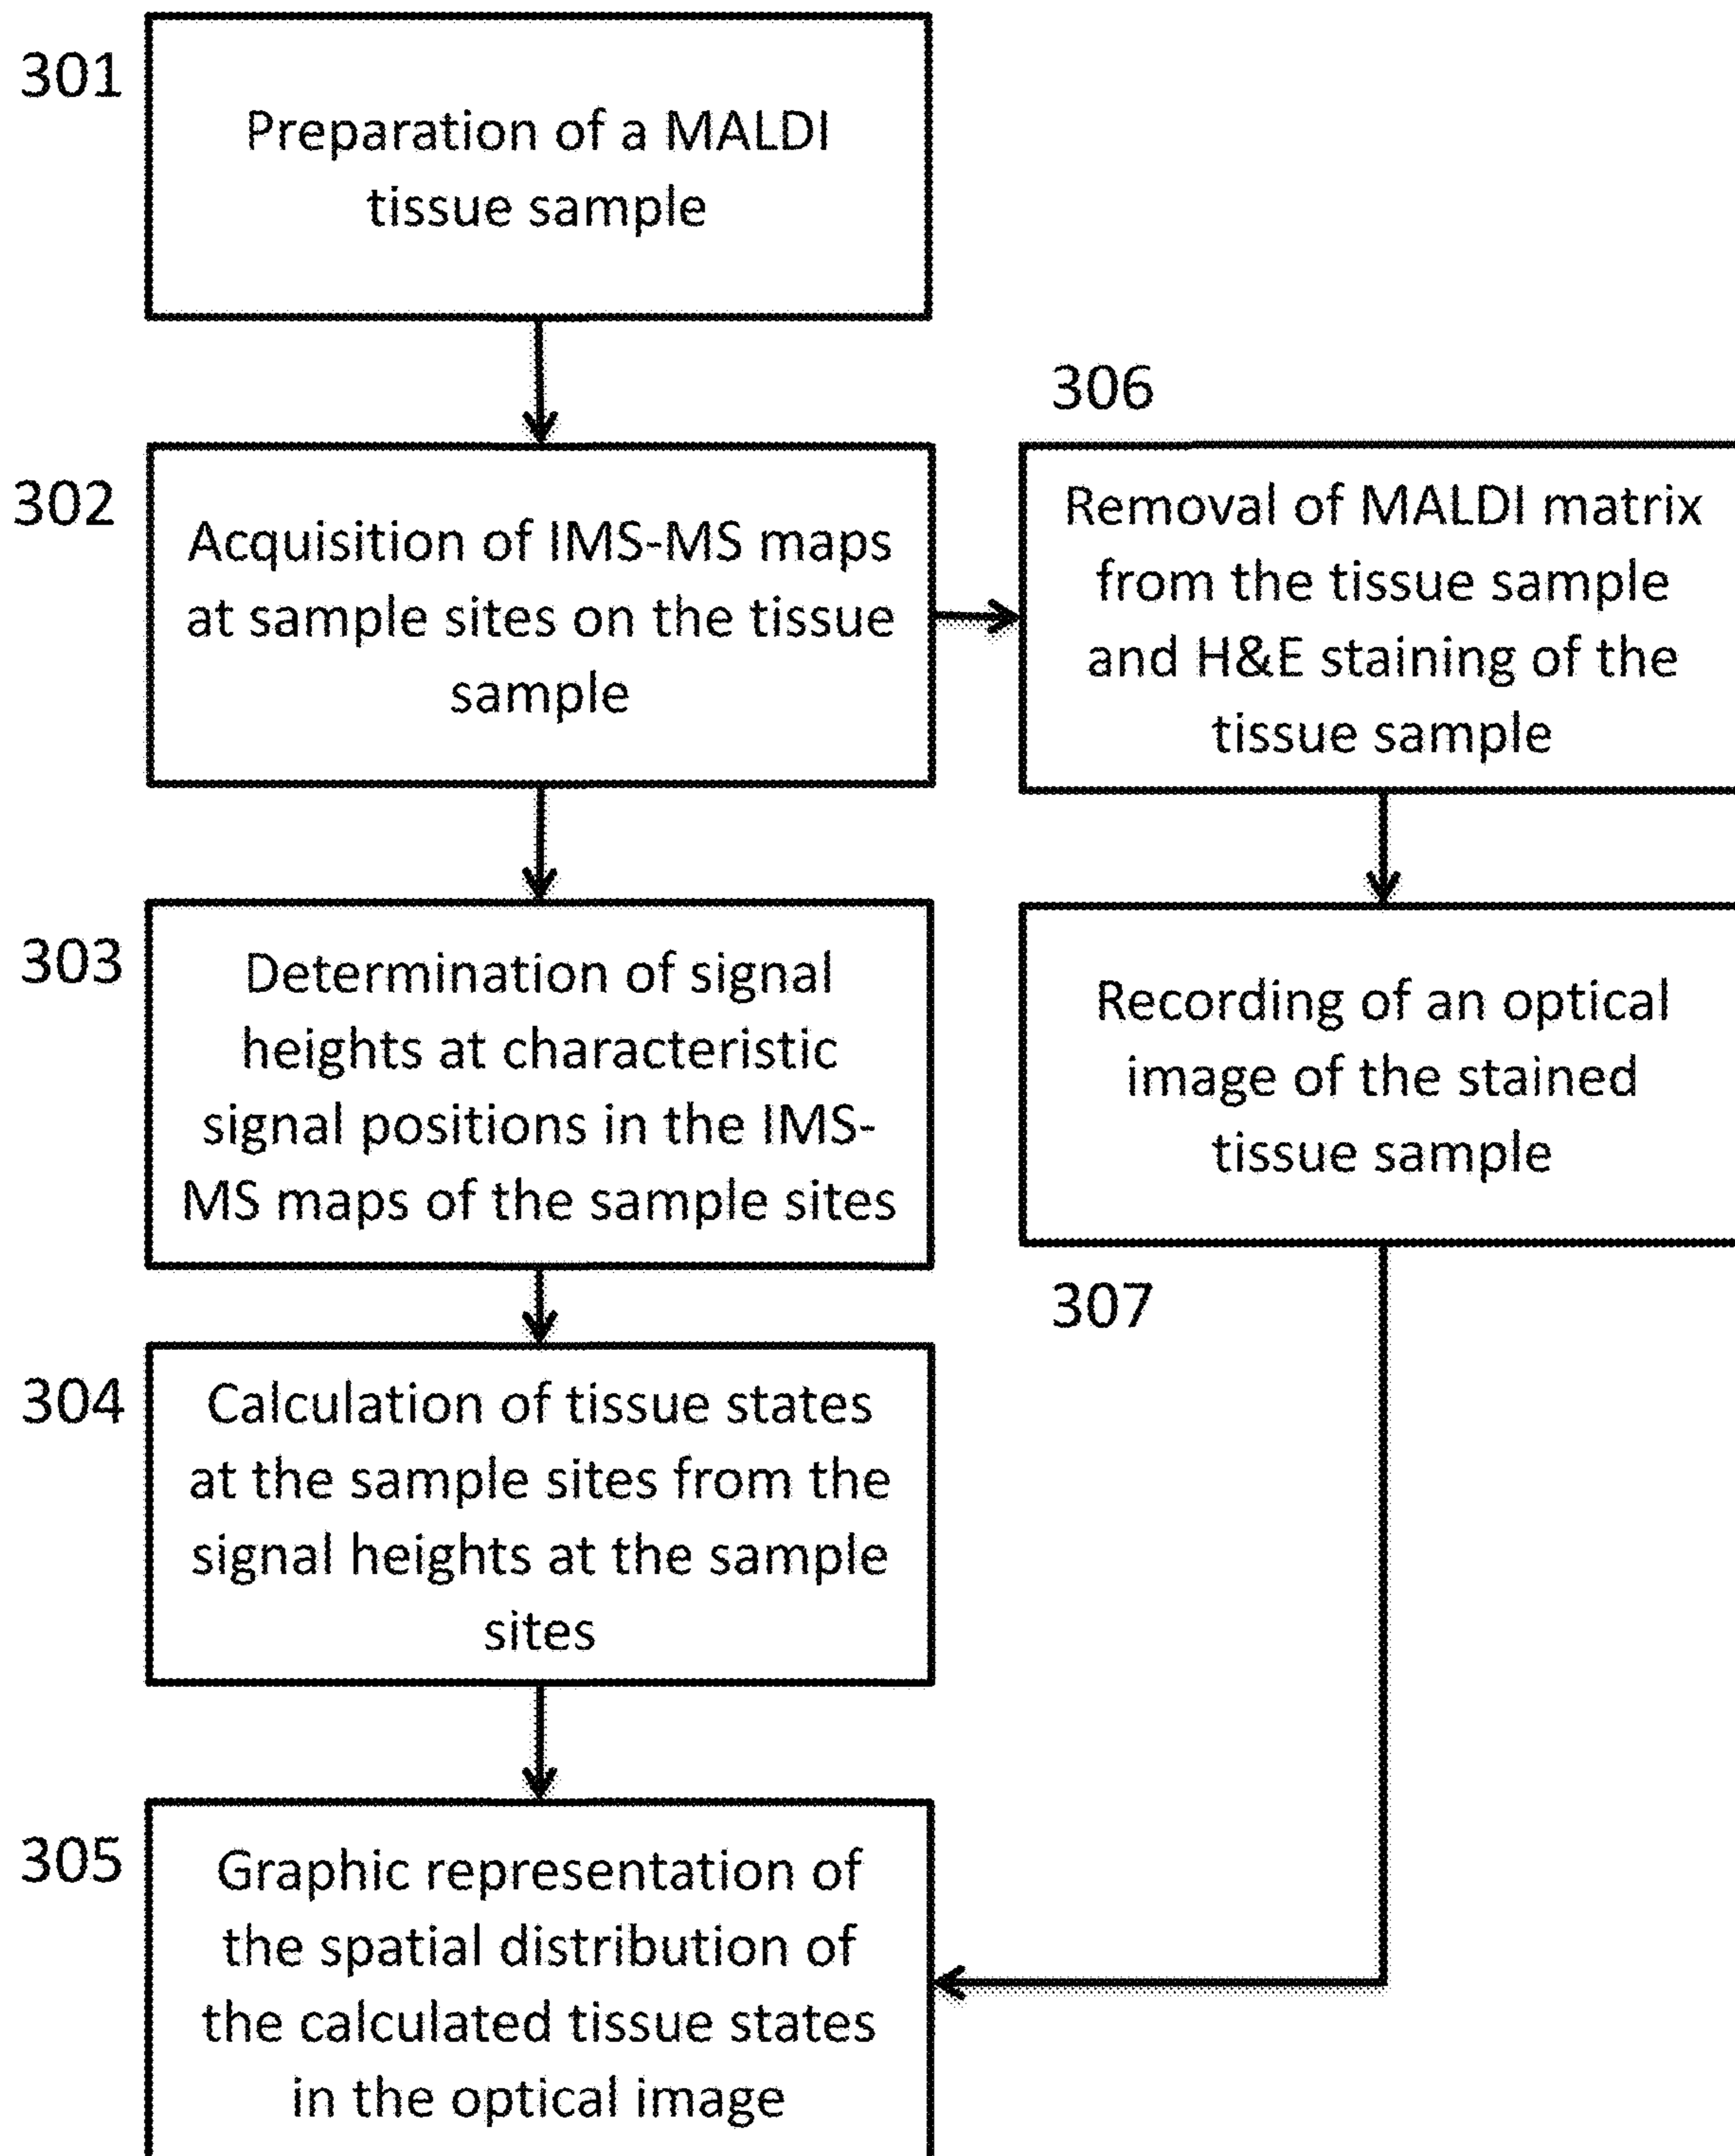 301
Preparation of a MALDI
tissue sample
302
Acquisition of IMS-MS maps
at sample sites on the tissue
sample
306
Removal of MALDI matrix
from the tissue sample
and H&E staining of the
tissue sample
303
Determination of signal
heights at characteristic
signal positions in the IMS-
MS maps of the sample sites
Recording of an optical
image of the stained
tissue sample
307
304
Calculation of tissue states
at the sample sites from the
signal heights at the sample
sites
305
Graphic representation of
the spatial distribution of
the calculated tissue states
in the optical image